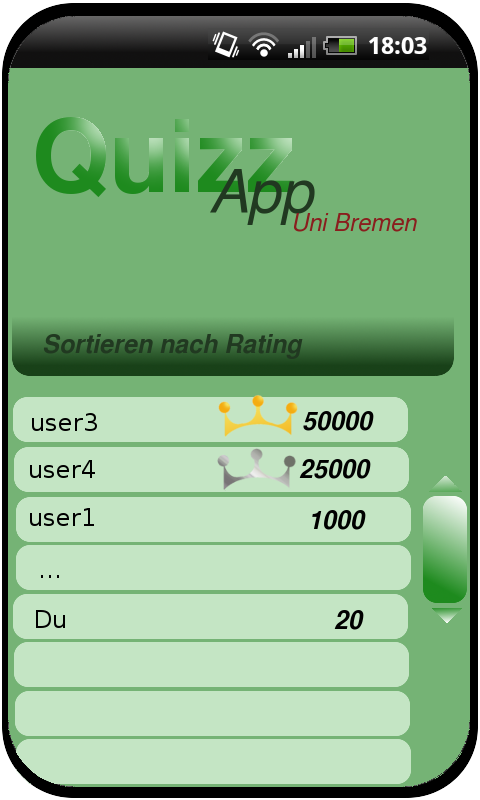 18:03
Quizz
App
Uni Bremen
Sortieren nach Rating
user3 50000
user4 25000
user1 1000
...
Du 20